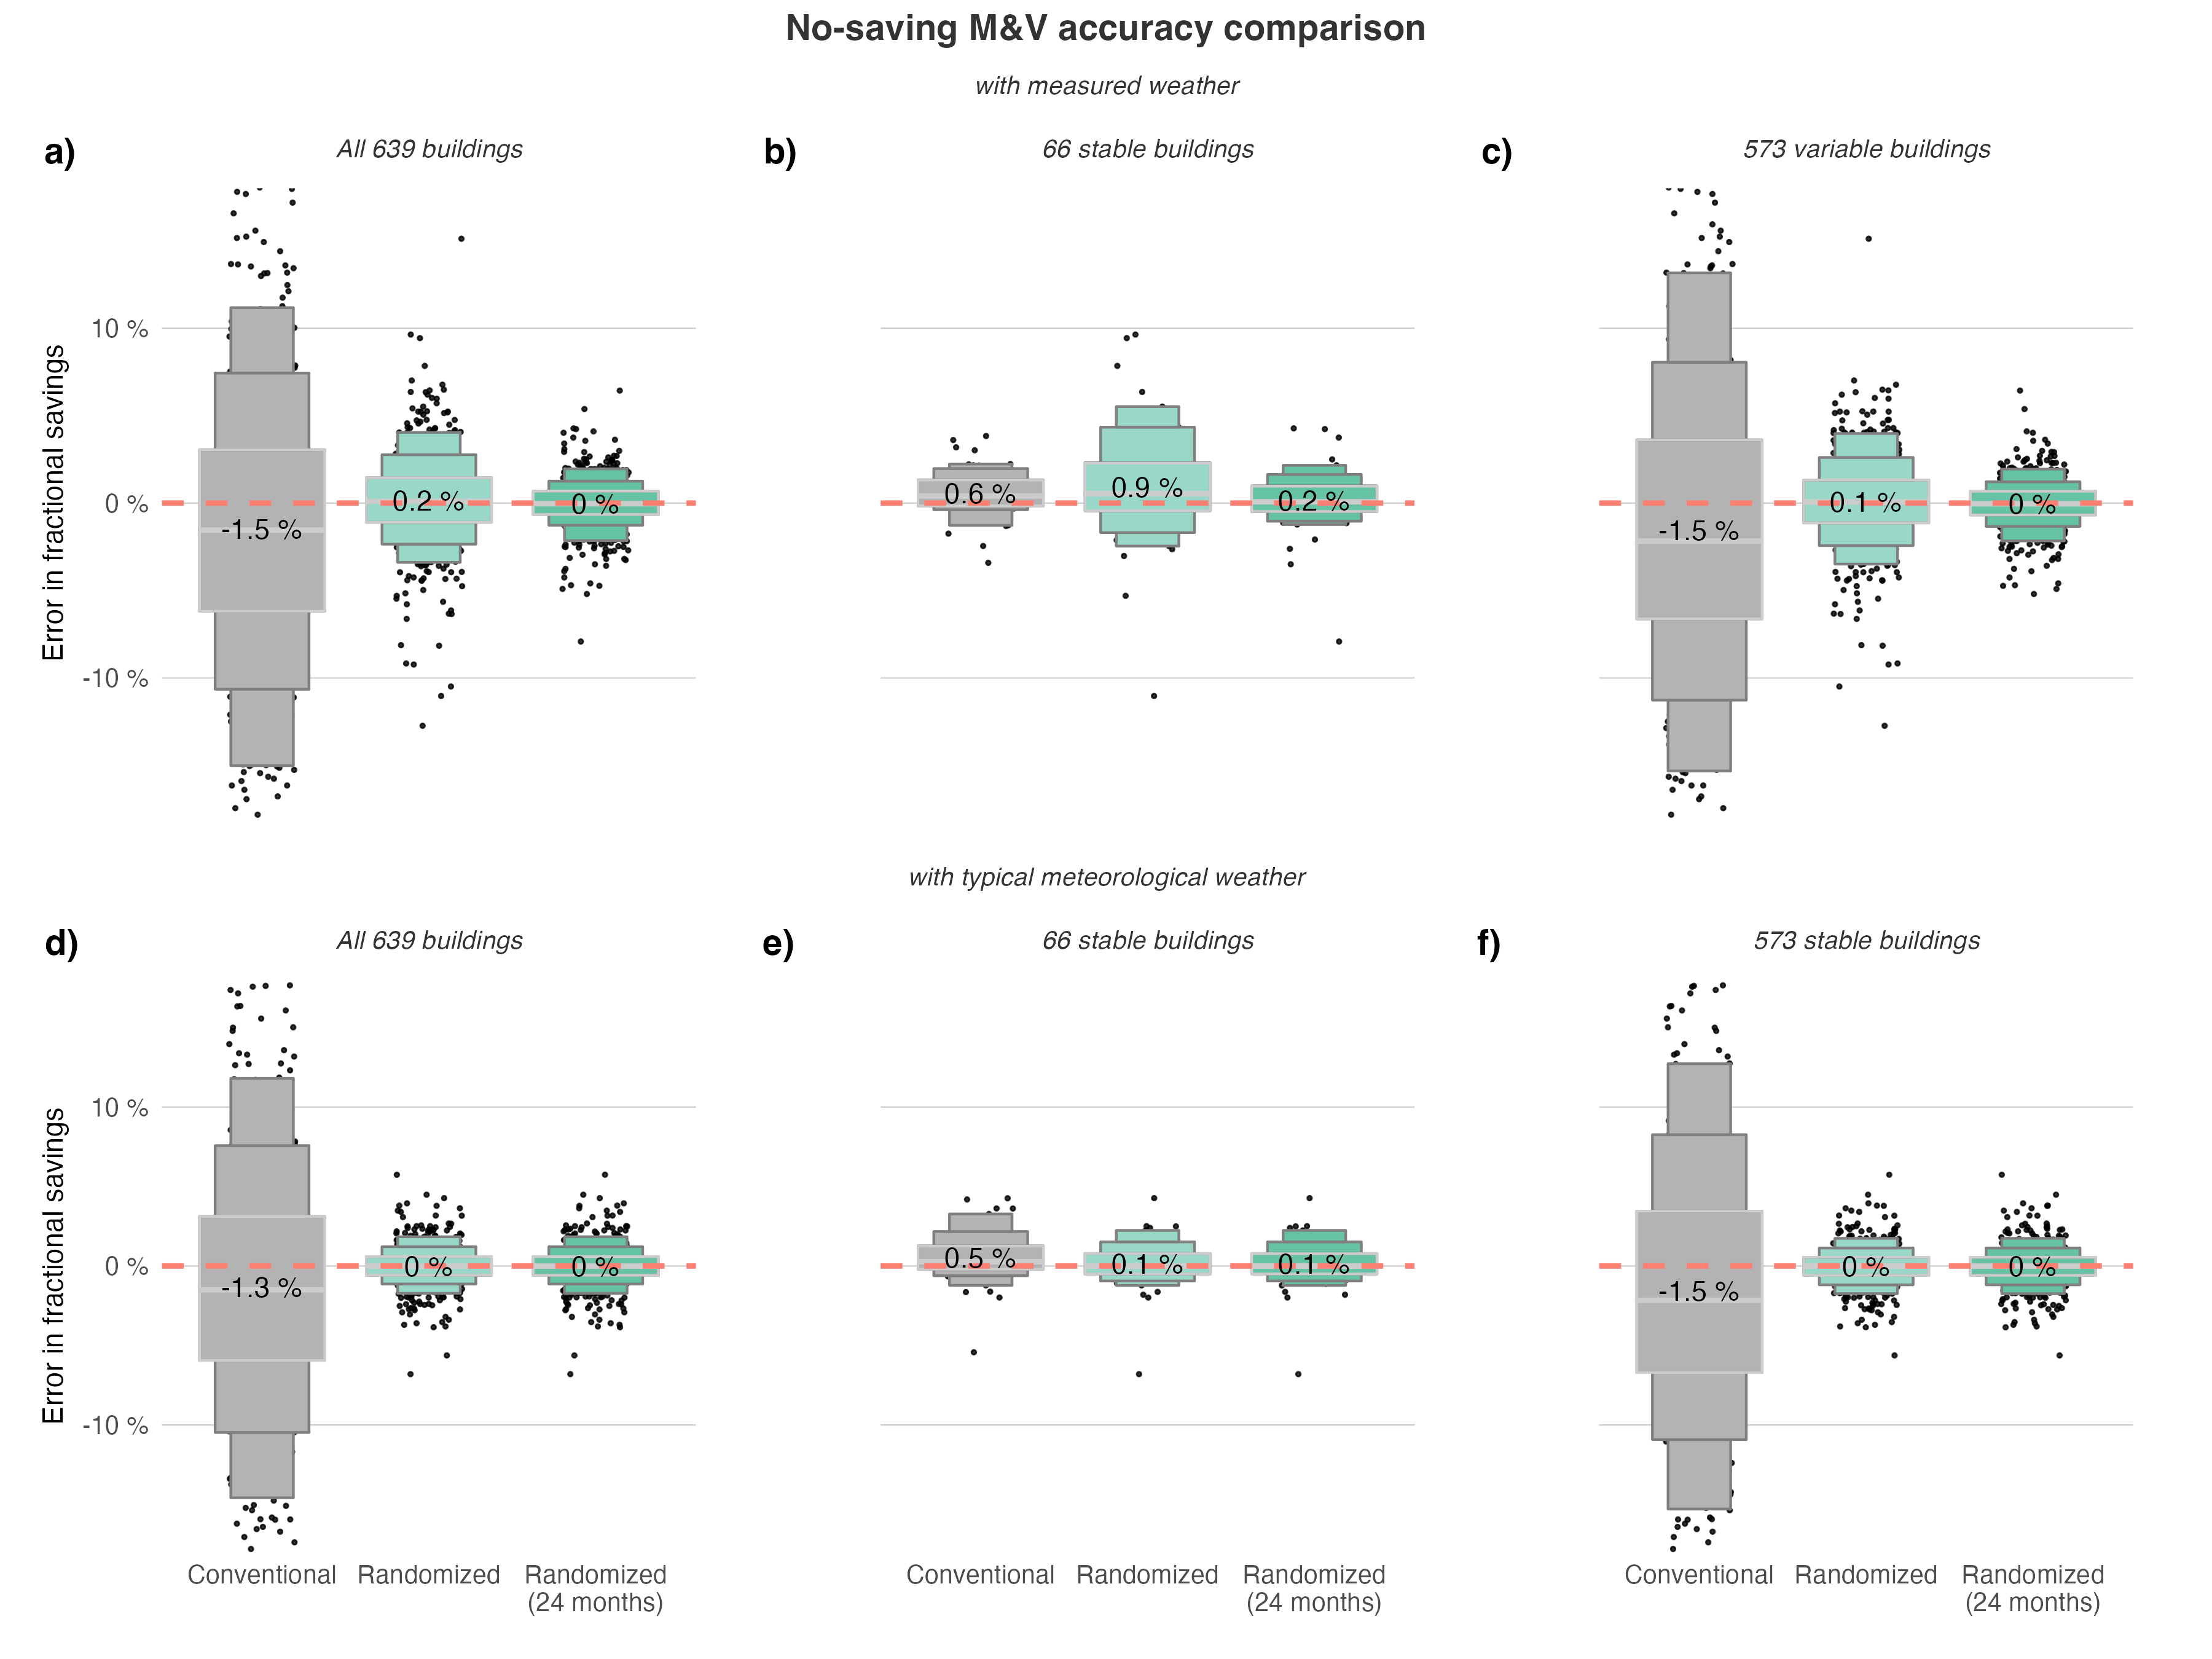 No-saving M&V accuracy comparison
with measured weather
a)
All 639 buildings
b)
66 stable buildings
c)
573 variable buildings
Error in fractional savings
10 %
0 %
-10 %
-1.5 %
0.2 %
0 %
0.6 %
0.9 %
0.2 %
-1.5 %
0.1 %
0 %
with typical meteorological weather
d)
All 639 buildings
e)
66 stable buildings
f)
573 stable buildings
Error in fractional savings
10 %
0 %
-10 %
-1.3 %
0 %
0 %
0.5 %
0.1 %
0.1 %
-1.5 %
0 %
0 %
Conventional
Randomized
Randomized
(24 months)
Conventional
Randomized
Randomized
(24 months)
Conventional
Randomized
Randomized
(24 months)